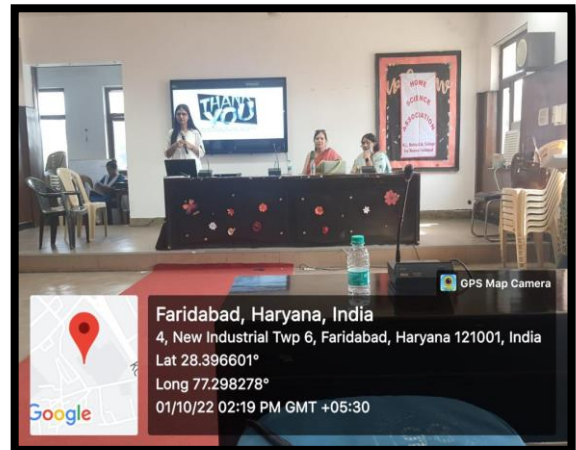 THANK
YOU
HOME
SCIENCE
ASSOCIATION
GPS Map Camera
Faridabad, Haryana, India
4, New Industrial Twp 6, Faridabad, Haryana 121001, India
Lat 28.396601°
Long 77.298278°
01/10/22 02:19 PM GMT +05:30
Google